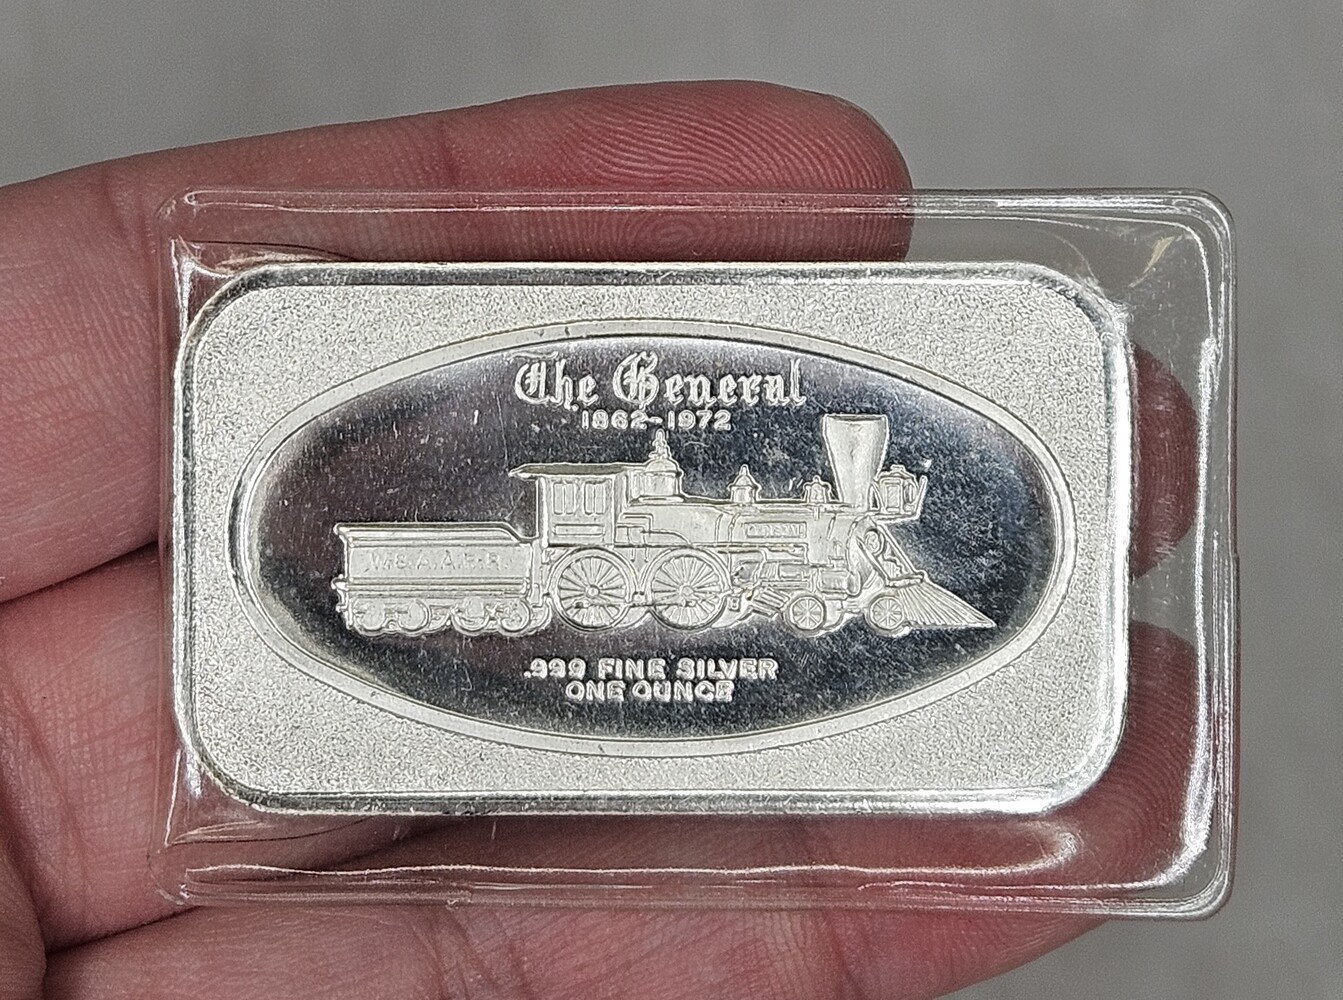 The General
1862-1972
W. & A. R. R.
.999 FINE SILVER
ONE OUNCE